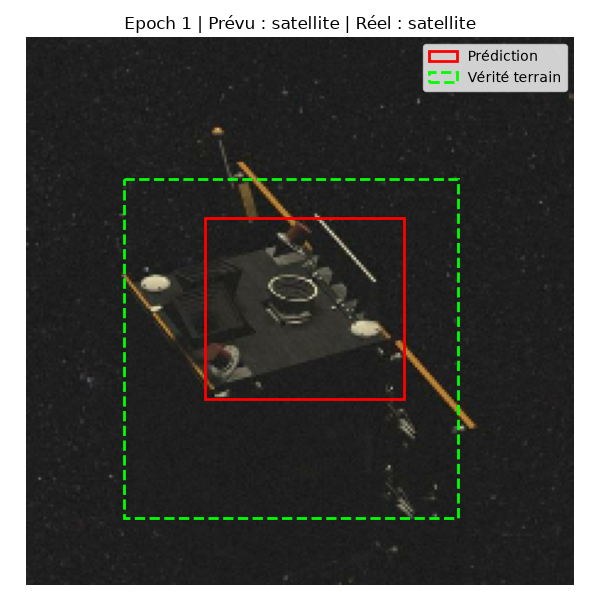 Epoch 1 | Prévu : satellite | Réel : satellite
Prédiction
Vérité terrain